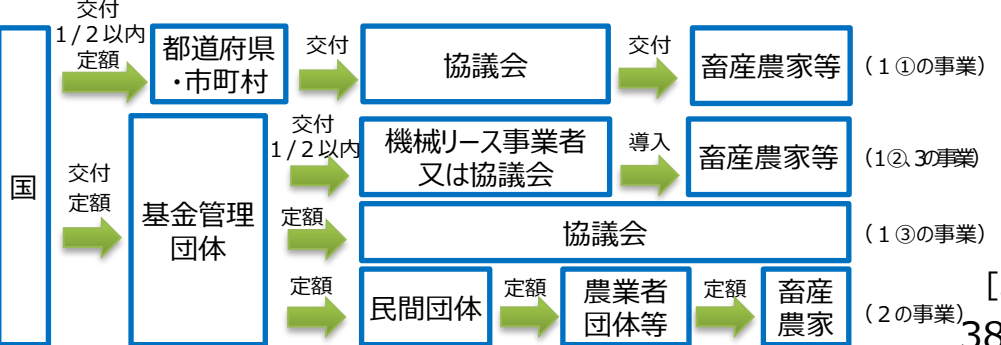 交付
1/2以内
定額
都道府県
・市町村
交付
協議会
交付
畜産農家等
（1①の事業）
国
交付
定額
基金管理
団体
交付
1/2以内
機械リース事業者
又は協議会
導入
畜産農家等
（1②、3の事業）
定額
協議会
（1③の事業）
定額
民間団体
定額
農業者
団体等
定額
畜産
農家
（2の事業）
［
38